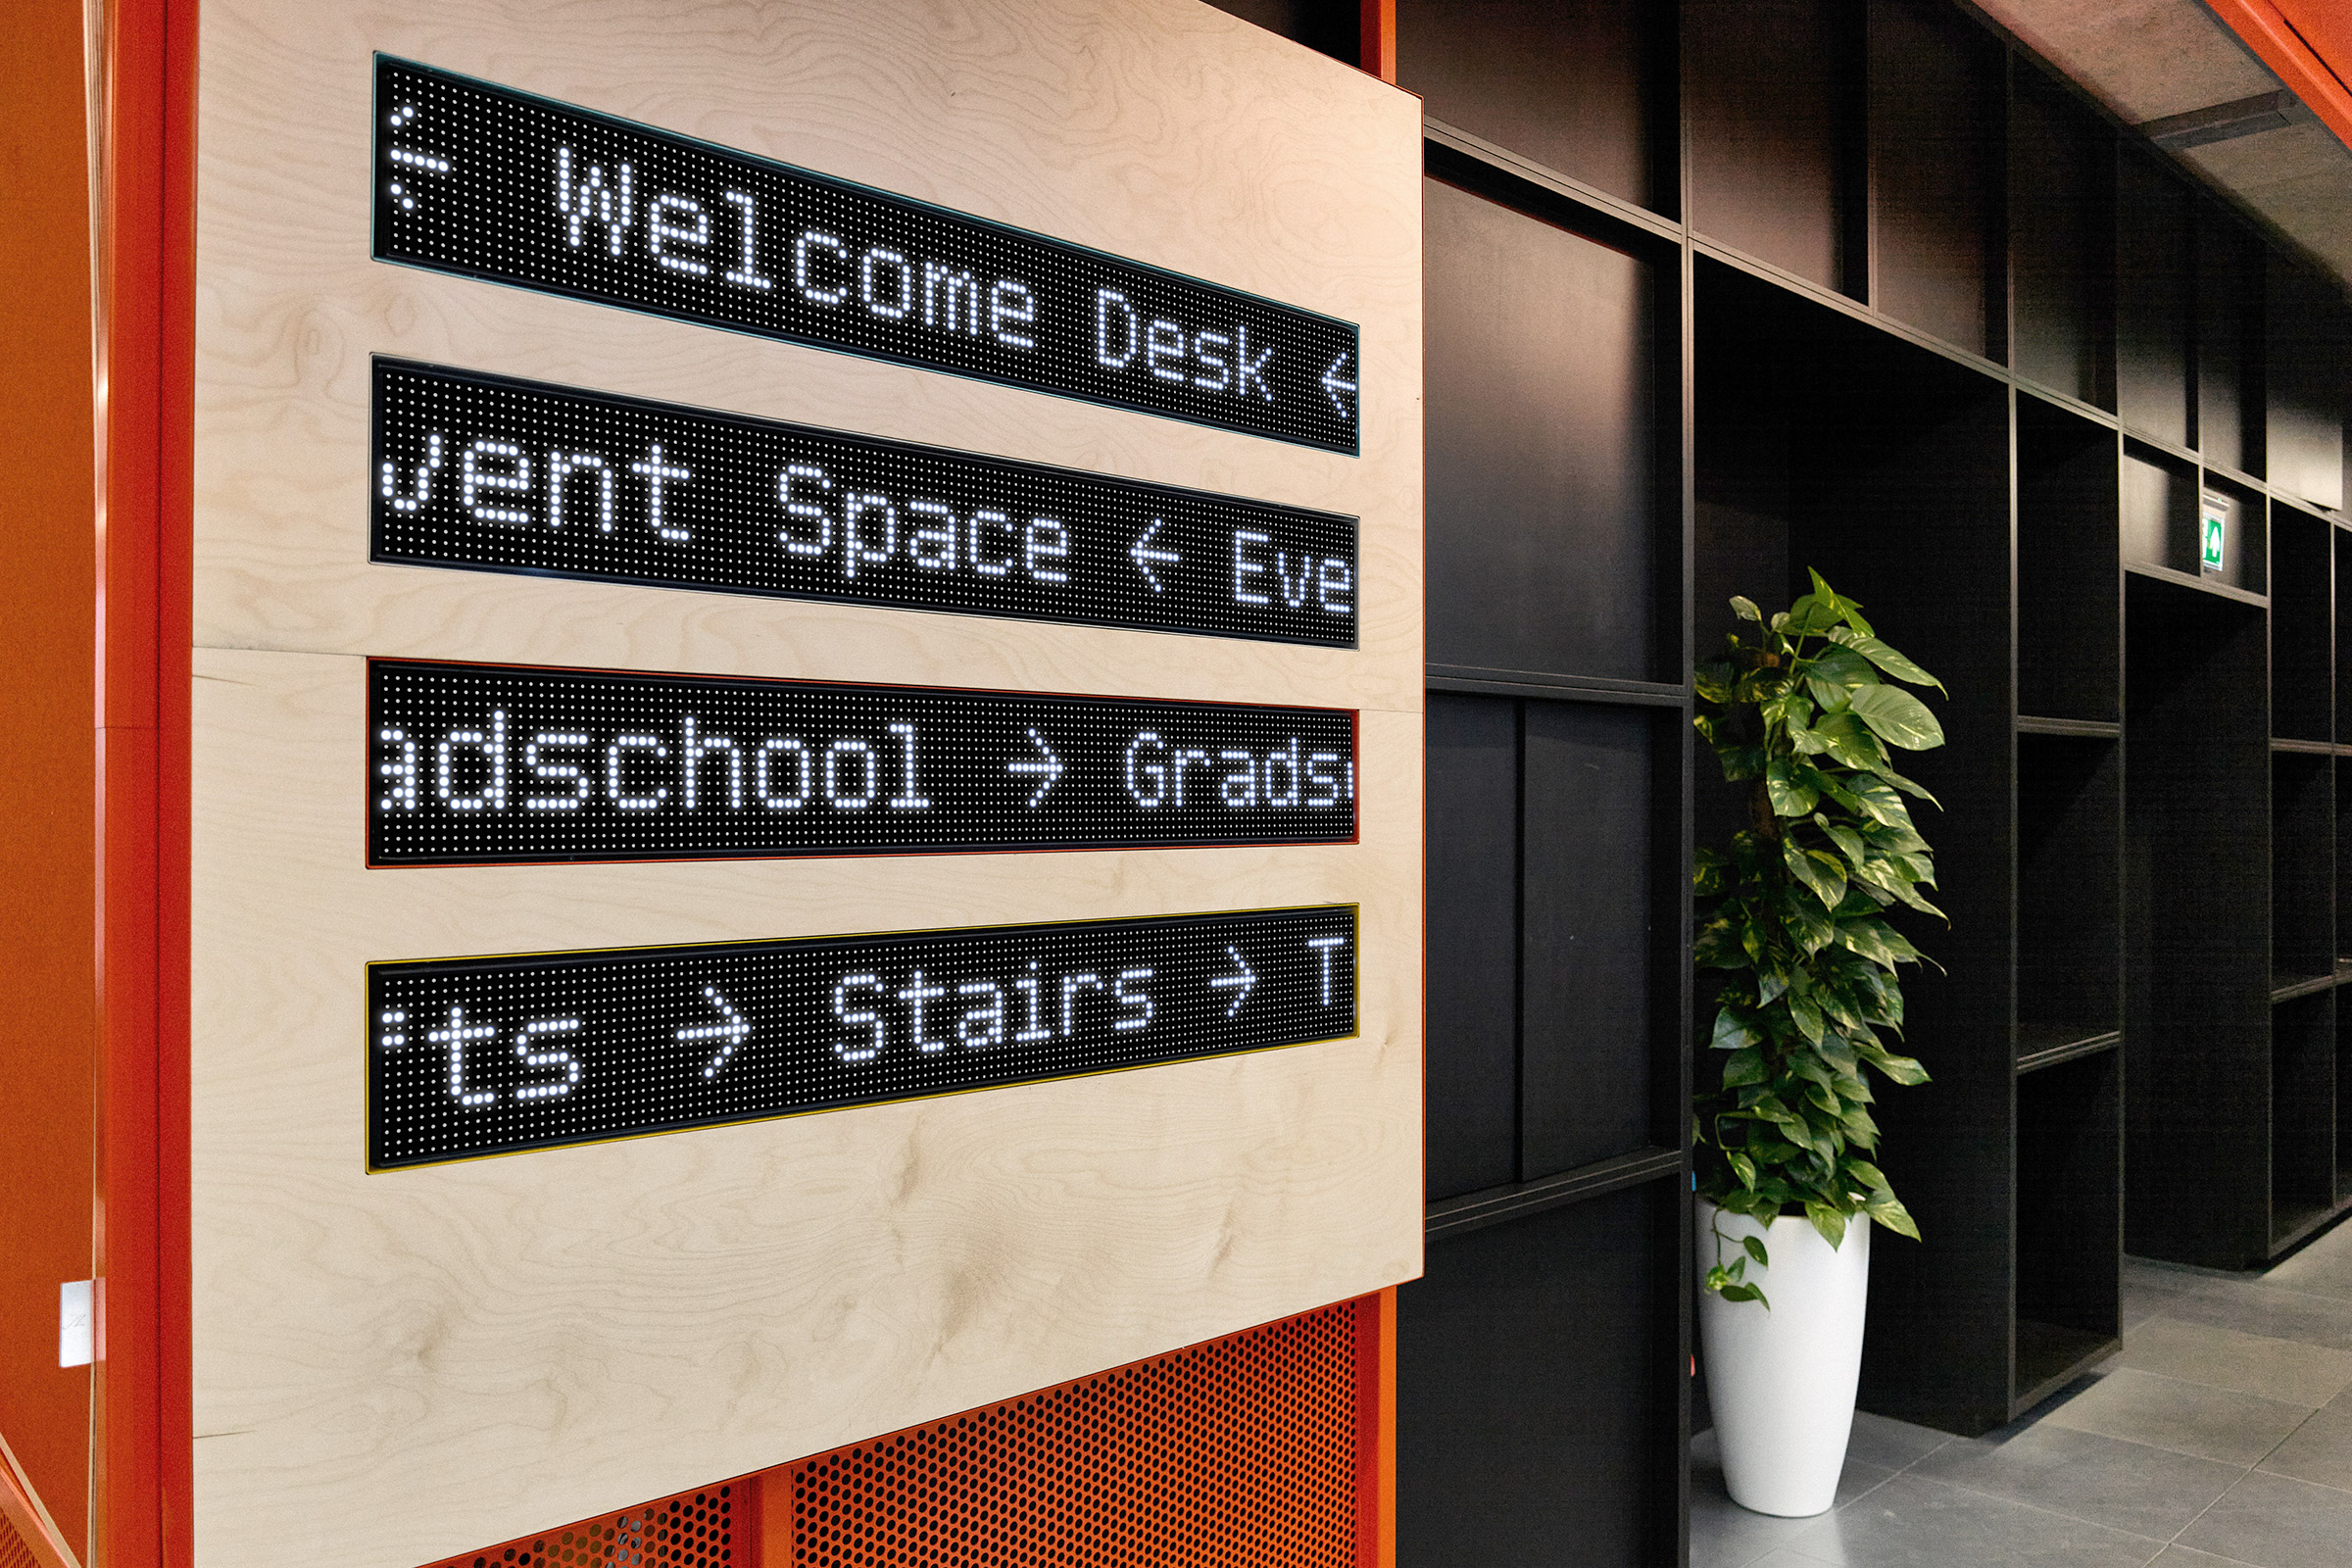 ← Welcome Desk ←
vent Space ← Eve
adschool → Grads
ts → Stairs → T